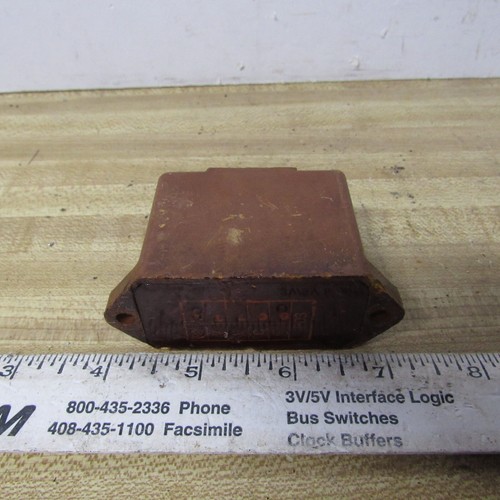 3 4 5 6 7 8
M
800-435-2336 Phone
408-435-1100 Facsimile
3V/5V Interface Logic
Bus Switches
Clock Buffers